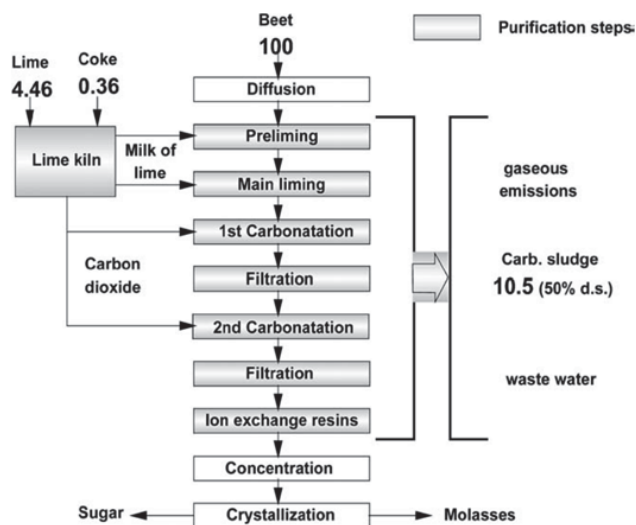 Beet
100
Purification steps
Lime
4.46
Coke
0.36
Diffusion
Lime kiln
Milk of
lime
Preliming
Main liming
1st Carbonatation
Carbon
dioxide
Filtration
2nd Carbonatation
Filtration
Ion exchange resins
Concentration
Sugar
Crystallization
Molasses
gaseous
emissions
Carb. sludge
10.5 (50% d.s.)
waste water